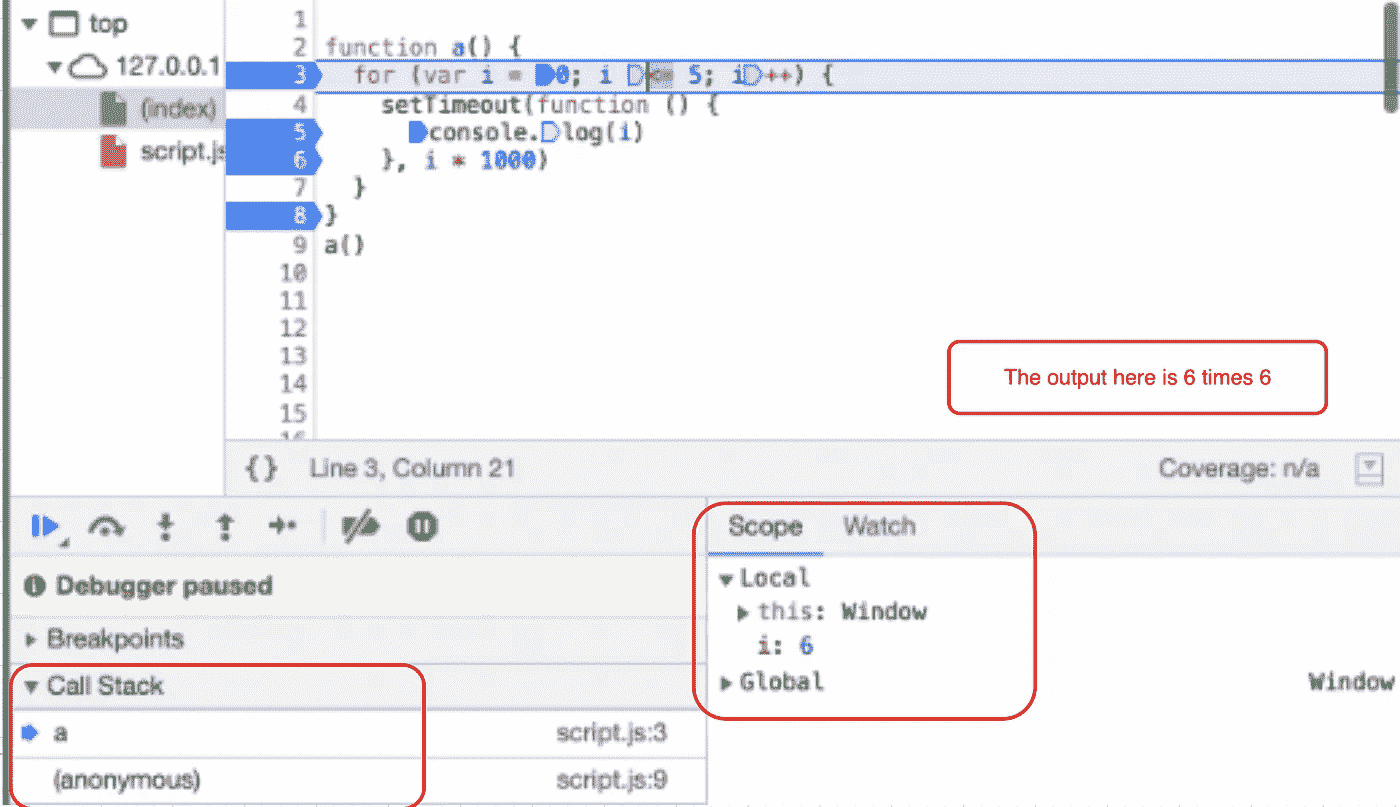 top
127.0.0.1
(index)
script.js
1
2 function a() {
3 for (var i = 0; i <= 5; i++) {
4 setTimeout(function () {
5 console.log(i)
6 }, i * 1000)
7 }
8 }
9 a()
10
11
12
13
14
15
The output here is 6 times 6
{} Line 3, Column 21 Coverage: n/a
Scope Watch
Debugger paused
Breakpoints
Call Stack
a script.js:3
(anonymous) script.js:9
Local
this: Window
i: 6
Global Window